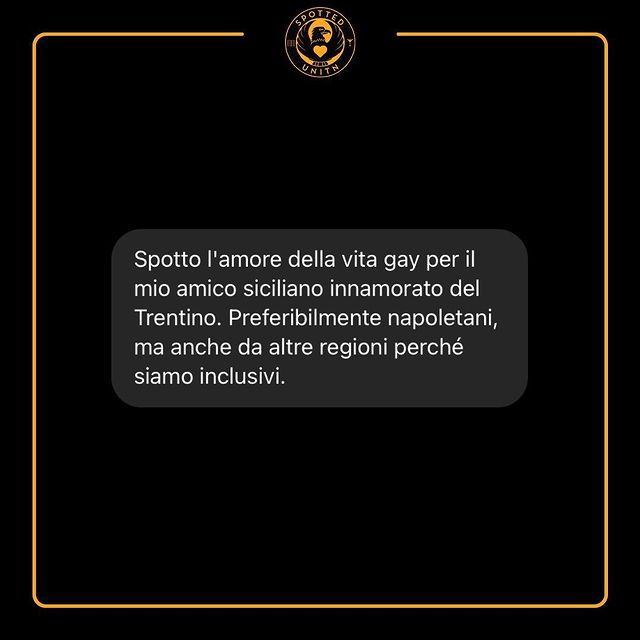 SPOTTED
UNITN
Spotto l'amore della vita gay per il
mio amico siciliano innamorato del
Trentino. Preferibilmente napoletani,
ma anche da altre regioni perché
siamo inclusivi.